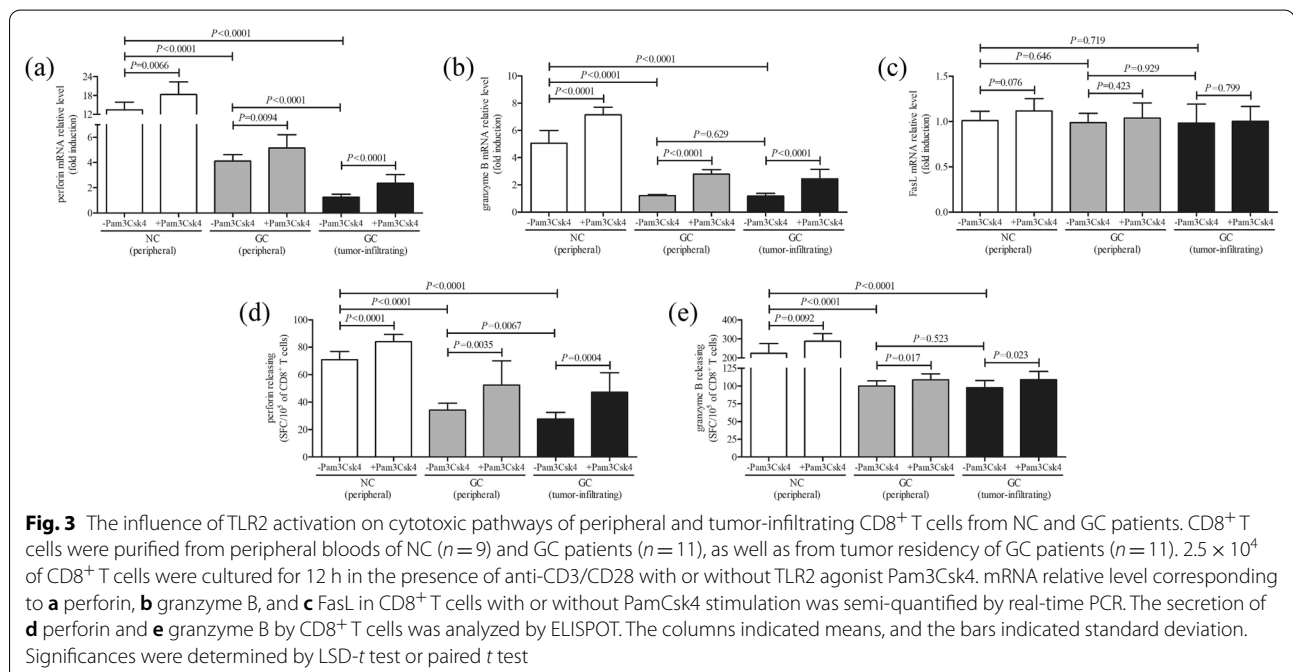 (a)
perforin mRNA relative level
(fold induction)
P<0.0001
P<0.0001
P=0.0066
P<0.0001
P=0.0094
P<0.0001
24
18
12
6
4
2
0
-Pam3Csk4 +Pam3Csk4 -Pam3Csk4 +Pam3Csk4 -Pam3Csk4 +Pam3Csk4
NC GC GC
(peripheral) (peripheral) (tumor-infiltrating)
(b)
granzyme B mRNA relative level
(fold induction)
P<0.0001
P<0.0001
P<0.0001
P=0.629
P<0.0001
P<0.0001
10
8
6
4
2
0
-Pam3Csk4 +Pam3Csk4 -Pam3Csk4 +Pam3Csk4 -Pam3Csk4 +Pam3Csk4
NC GC GC
(peripheral) (peripheral) (tumor-infiltrating)
(c)
FasL mRNA relative level
(fold induction)
P=0.719
P=0.646
P=0.929
P=0.076
P=0.423
P=0.799
1.5
1.0
0.5
0.0
-Pam3Csk4 +Pam3Csk4 -Pam3Csk4 +Pam3Csk4 -Pam3Csk4 +Pam3Csk4
NC GC GC
(peripheral) (peripheral) (tumor-infiltrating)
(d)
perforin releasing
(SFC/10⁵ of CD8⁺ T cells)
P<0.0001
P<0.0001
P<0.0001
P=0.0067
P=0.0035
P=0.0004
100
80
60
40
20
0
-Pam3Csk4 +Pam3Csk4 -Pam3Csk4 +Pam3Csk4 -Pam3Csk4 +Pam3Csk4
NC GC GC
(peripheral) (peripheral) (tumor-infiltrating)
(e)
granzyme B releasing
(SFC/10⁵ of CD8⁺ T cells)
P<0.0001
P<0.0001
P=0.0092
P=0.523
P=0.017
P=0.023
400
300
200
125
100
75
50
25
0
-Pam3Csk4 +Pam3Csk4 -Pam3Csk4 +Pam3Csk4 -Pam3Csk4 +Pam3Csk4
NC GC GC
(peripheral) (peripheral) (tumor-infiltrating)
Fig. 3 The influence of TLR2 activation on cytotoxic pathways of peripheral and tumor-infiltrating CD8⁺ T cells from NC and GC patients. CD8⁺ T
cells were purified from peripheral bloods of NC (n = 9) and GC patients (n = 11), as well as from tumor residency of GC patients (n = 11). 2.5 × 10⁴
of CD8⁺ T cells were cultured for 12 h in the presence of anti-CD3/CD28 with or without TLR2 agonist Pam3Csk4. mRNA relative level corresponding
to a perforin, b granzyme B, and c FasL in CD8⁺ T cells with or without PamCsk4 stimulation was semi-quantified by real-time PCR. The secretion of
d perforin and e granzyme B by CD8⁺ T cells was analyzed by ELISPOT. The columns indicated means, and the bars indicated standard deviation.
Significances were determined by LSD-t test or paired t test